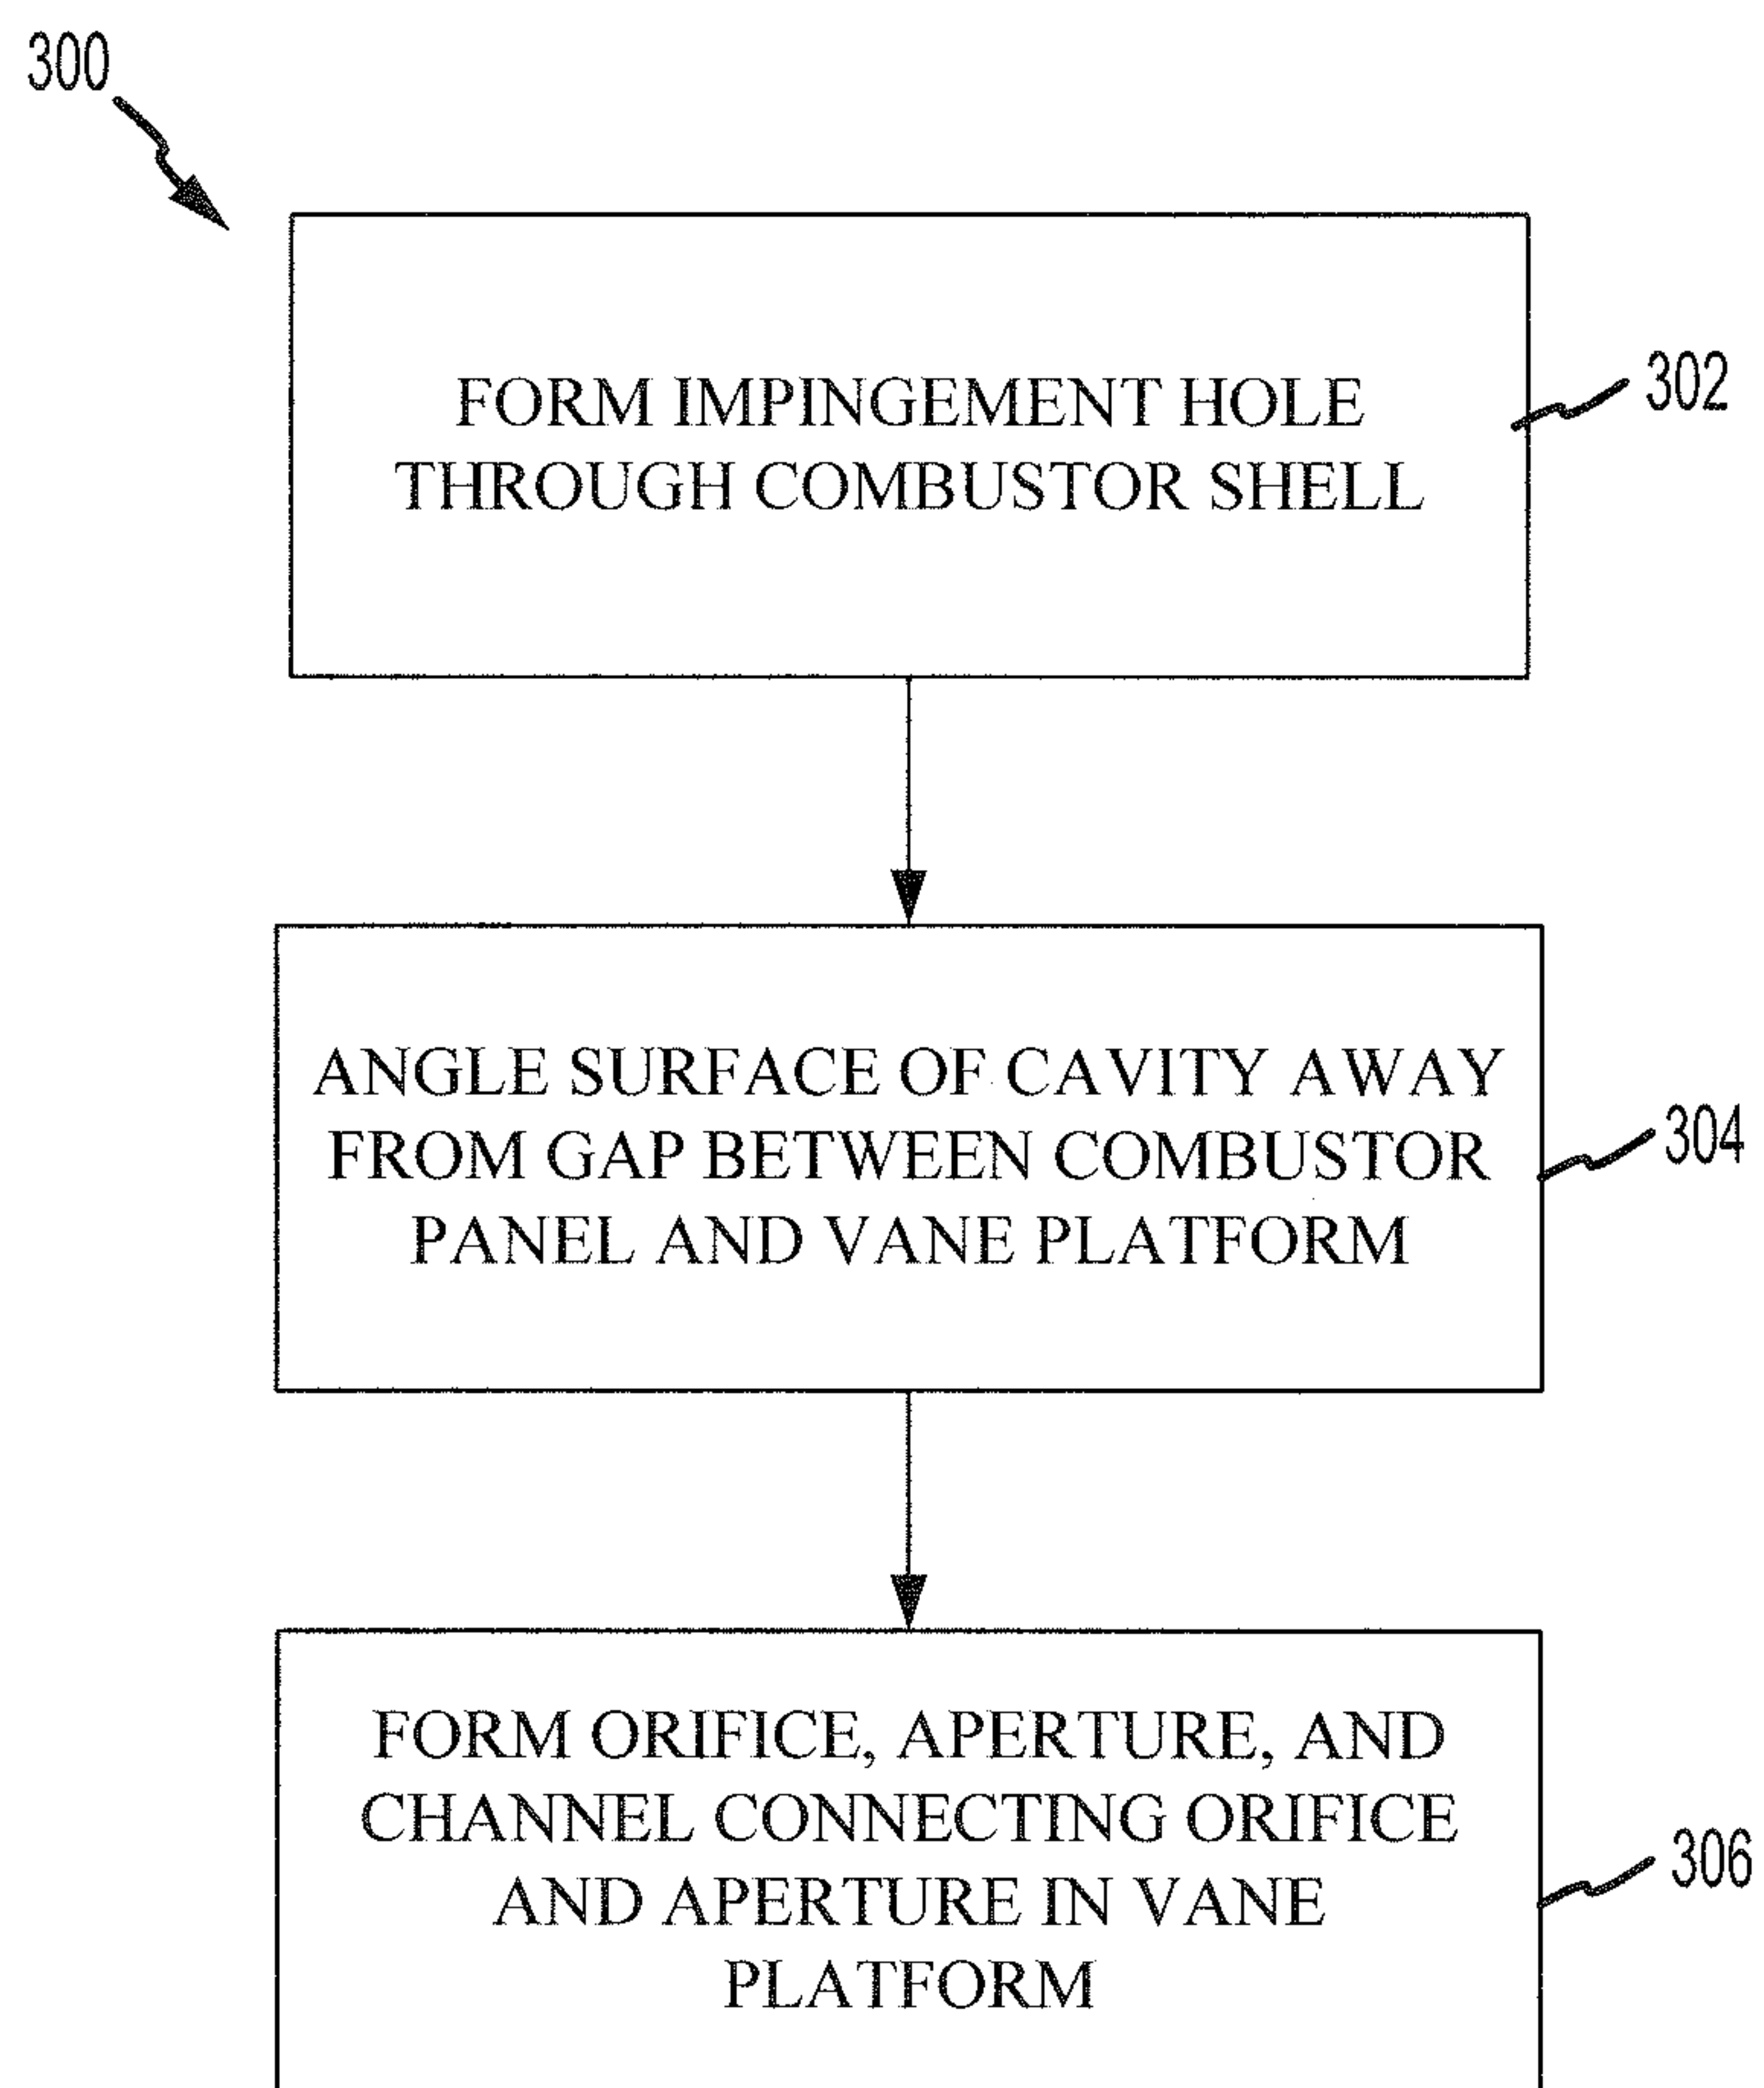 300
FORM IMPINGEMENT HOLE
THROUGH COMBUSTOR SHELL
302
ANGLE SURFACE OF CAVITY AWAY
FROM GAP BETWEEN COMBUSTOR
PANEL AND VANE PLATFORM
304
FORM ORIFICE, APERTURE, AND
CHANNEL CONNECTING ORIFICE
AND APERTURE IN VANE
PLATFORM
306